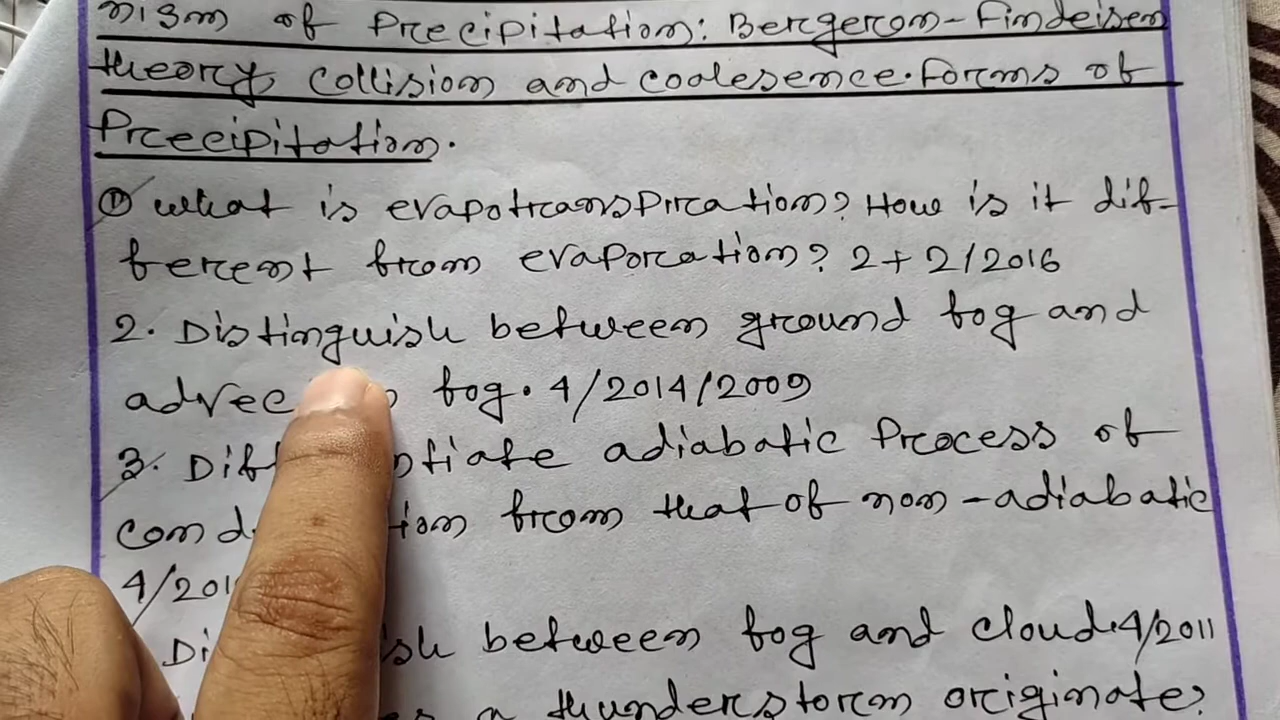 nism of Precipitation: Bergeron-Findeisen
theory, Collision and coalesence. Forms of
Precipitation.
① What is evapotranspiration? How is it dif-
ferent from evaporation? 2+2/2016
2. Distinguish between ground fog and
fog. 4/2014/2009
3. adiabatic Process of
from that of non-adiabatic
between fog and cloud. 4/2011
a thunderstorm originate?